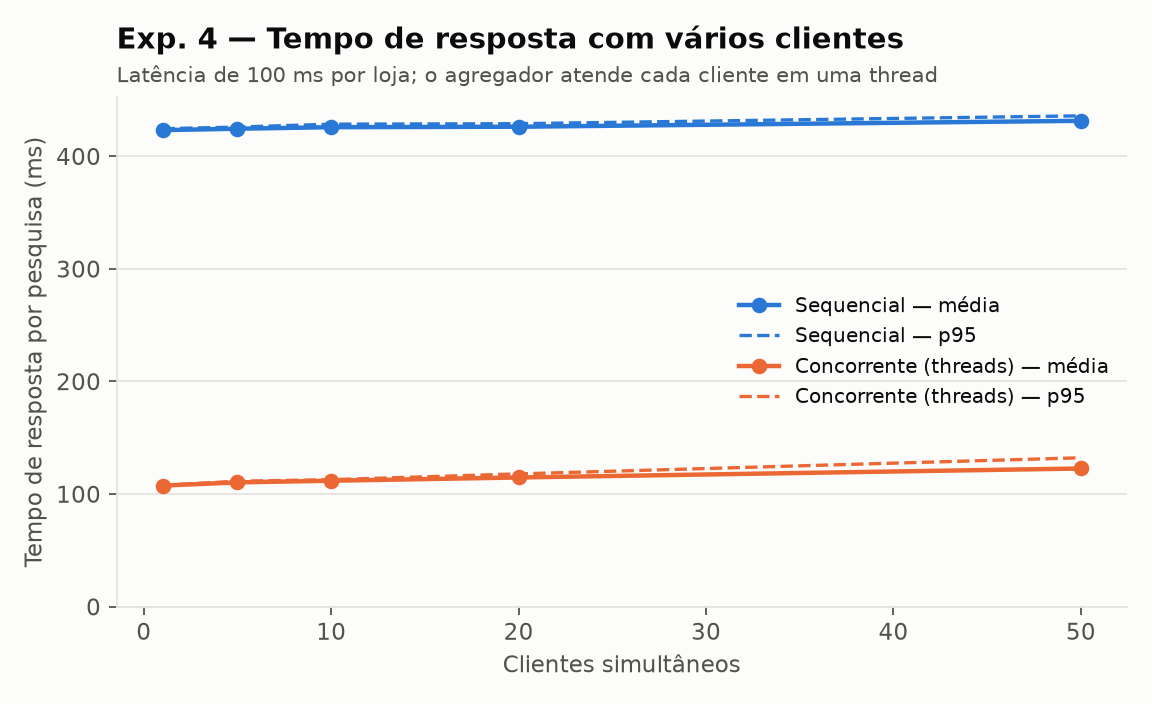 Exp. 4 — Tempo de resposta com vários clientes
Latência de 100 ms por loja; o agregador atende cada cliente em uma thread
Tempo de resposta por pesquisa (ms)
400
300
200
100
0
Sequencial — média
Sequencial — p95
Concorrente (threads) — média
Concorrente (threads) — p95
0 10 20 30 40 50
Clientes simultâneos